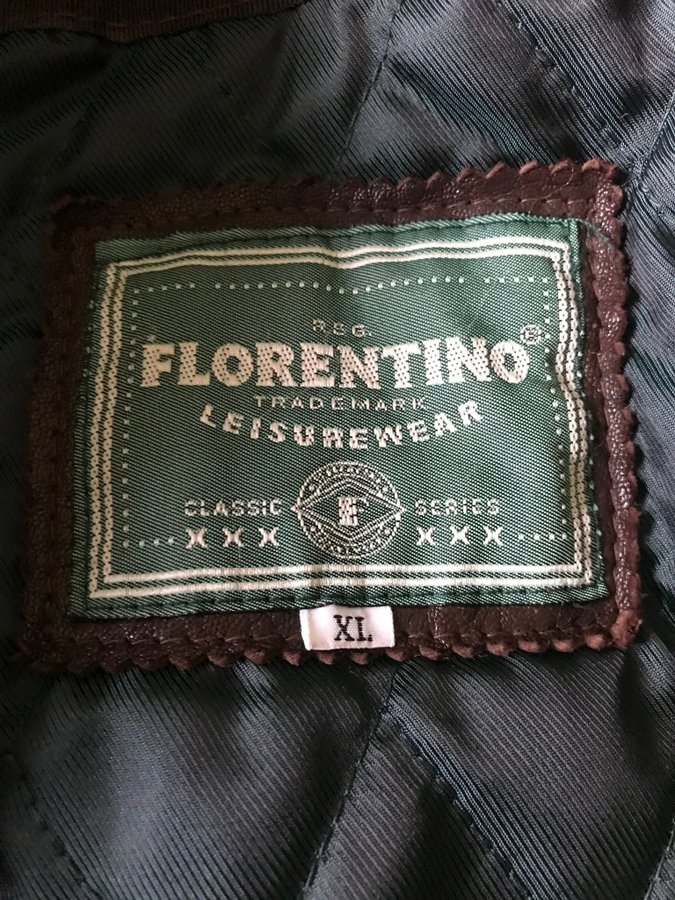 REG.
FLORENTINO®
TRADEMARK
LEISUREWEAR
CLASSIC F SERIES
XXX XXX
XL